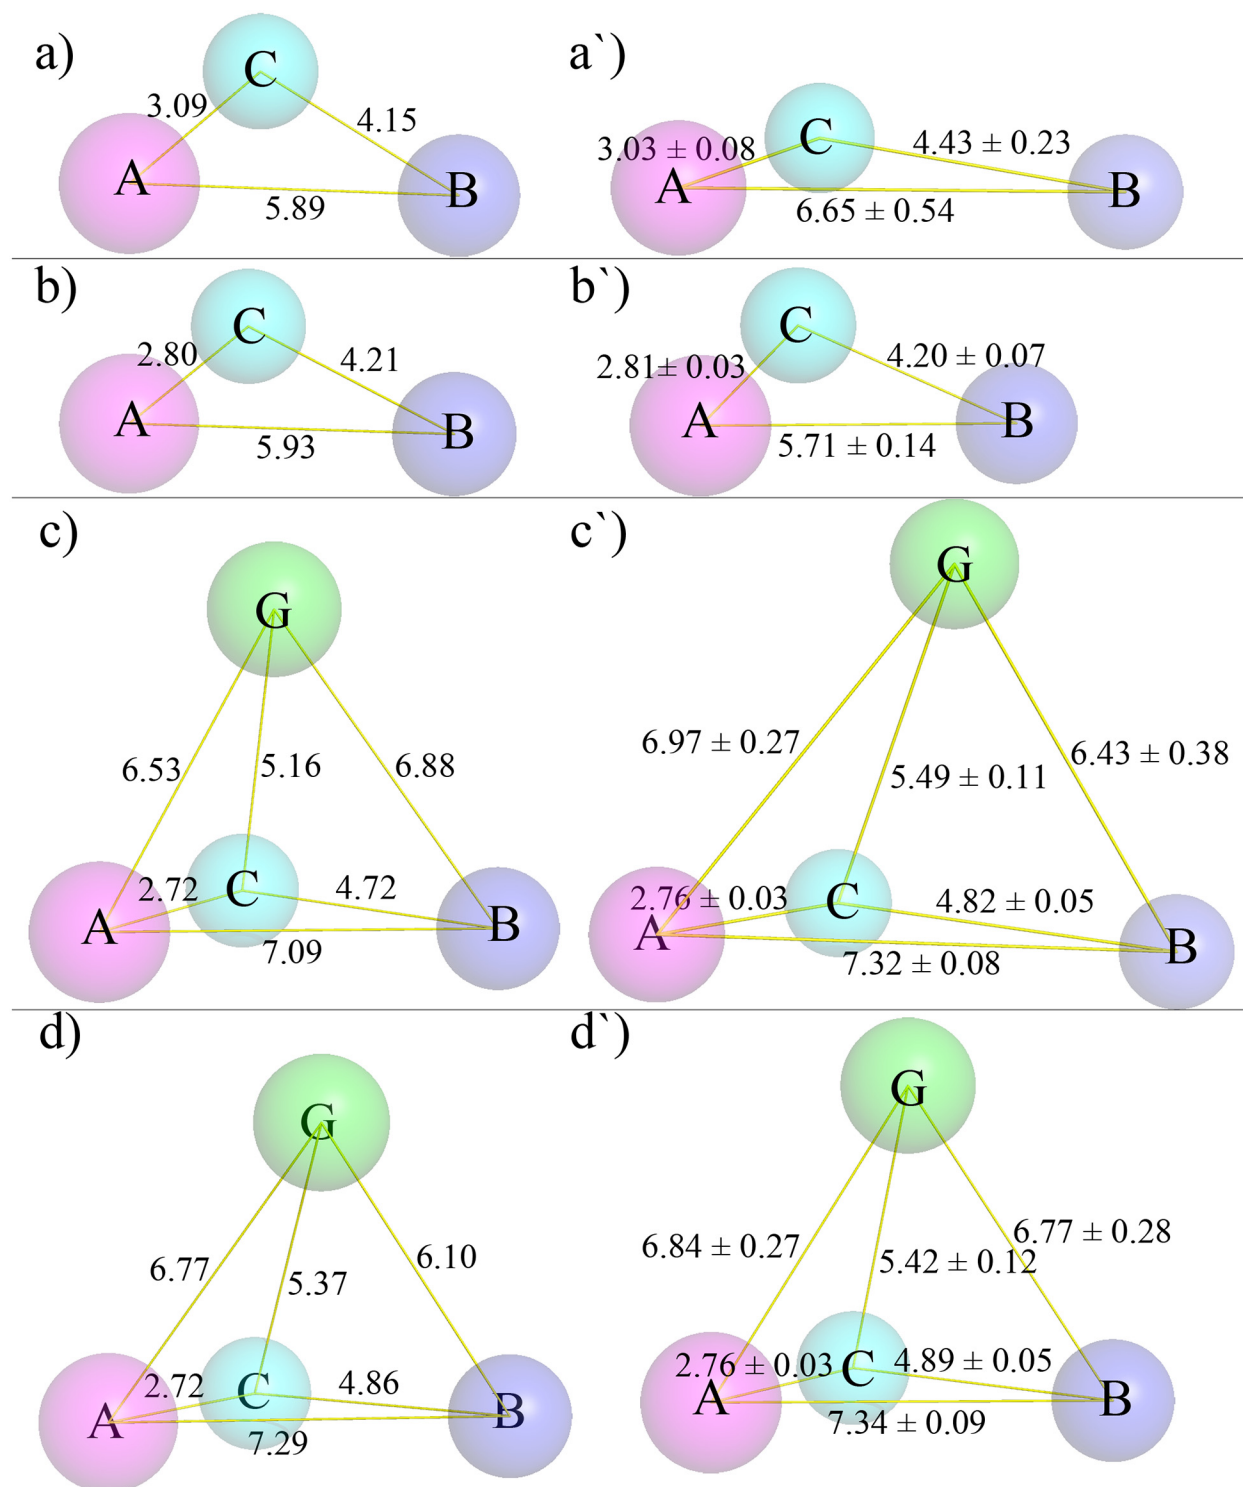 a)
C
3.09
4.15
A
B
5.89
a`)
C
3.03 ± 0.08
4.43 ± 0.23
A
B
6.65 ± 0.54
b)
C
2.80
4.21
A
B
5.93
b`)
C
2.81± 0.03
4.20 ± 0.07
A
B
5.71 ± 0.14
c)
G
6.53
5.16
6.88
2.72
C
4.72
A
B
7.09
c`)
G
6.97 ± 0.27
5.49 ± 0.11
6.43 ± 0.38
2.76 ± 0.03
C
4.82 ± 0.05
A
B
7.32 ± 0.08
d)
G
6.77
5.37
6.10
2.72
C
4.86
A
B
7.29
d`)
G
6.84 ± 0.27
5.42 ± 0.12
6.77 ± 0.28
2.76 ± 0.03
C
4.89 ± 0.05
A
B
7.34 ± 0.09